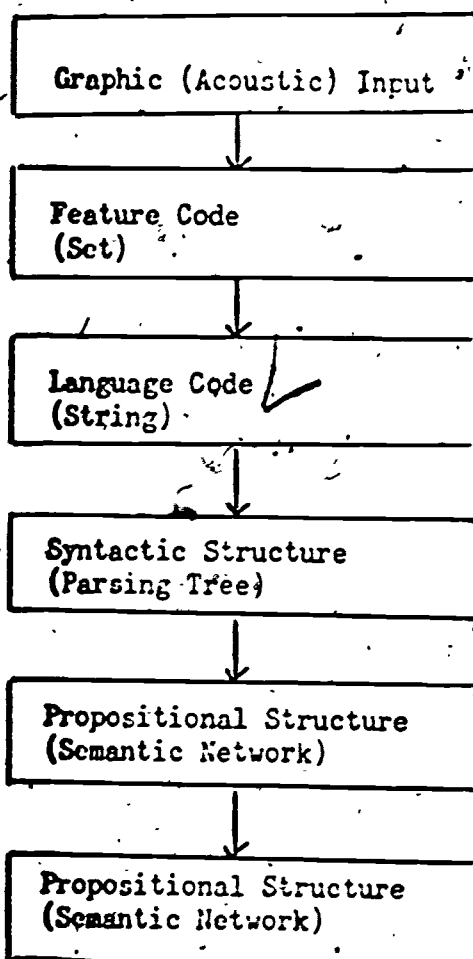 Graphic (Acoustic) Input
Feature Code
(Set)
Language Code
(String)
Syntactic Structure
(Parsing Tree)
Propositional Structure
(Semantic Network)
Propositional Structure
(Semantic Network)